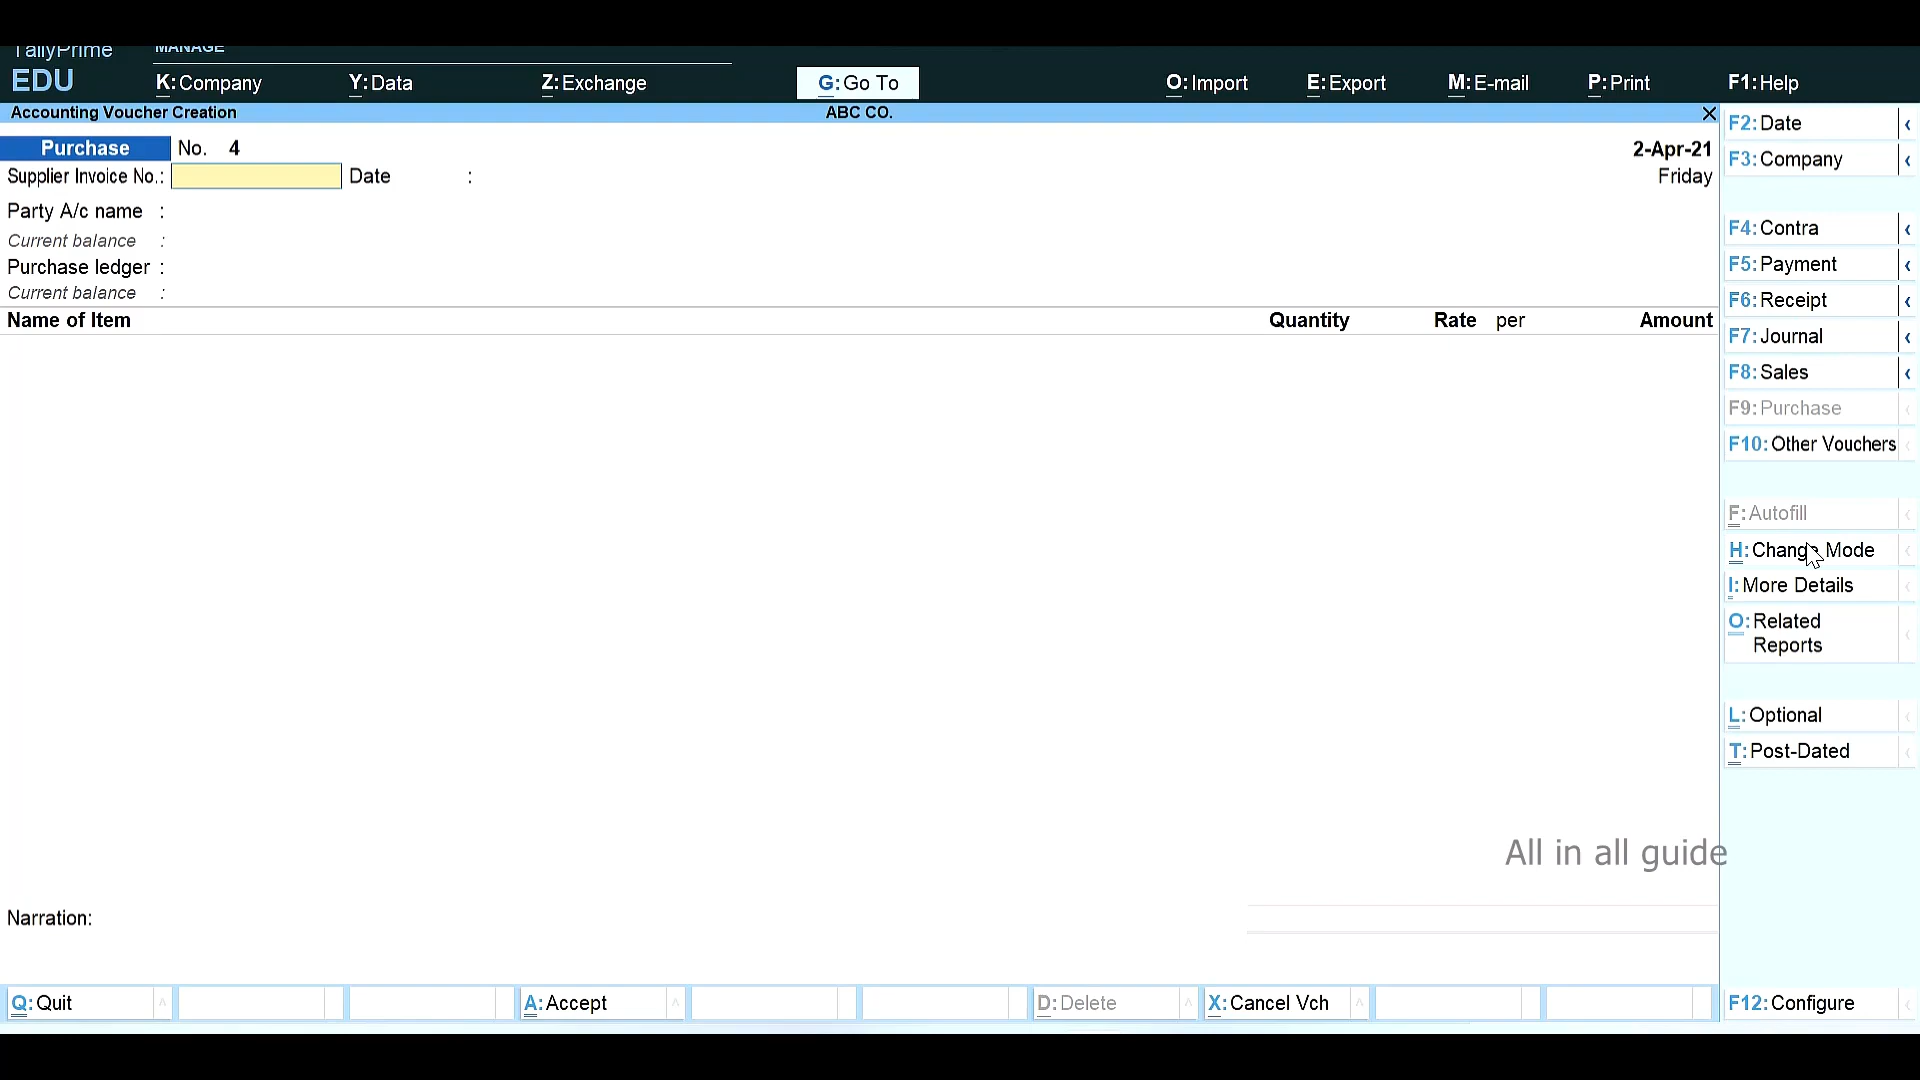 TallyPrime MANAGE
EDU K: Company Y: Data Z: Exchange G: Go To O: Import E: Export M: E-mail P: Print F1: Help
Accounting Voucher Creation ABC CO. X
Purchase No. 4 2-Apr-21
Supplier Invoice No.: Date : Friday
Party A/c name :
Current balance :
Purchase ledger :
Current balance :
Name of Item Quantity Rate per Amount
Narration:
Q: Quit A: Accept D: Delete X: Cancel Vch
F2: Date
F3: Company
F4: Contra
F5: Payment
F6: Receipt
F7: Journal
F8: Sales
F9: Purchase
F10: Other Vouchers
F: Autofill
H: Change Mode
I: More Details
O: Related
Reports
L: Optional
T: Post-Dated
All in all guide
F12: Configure